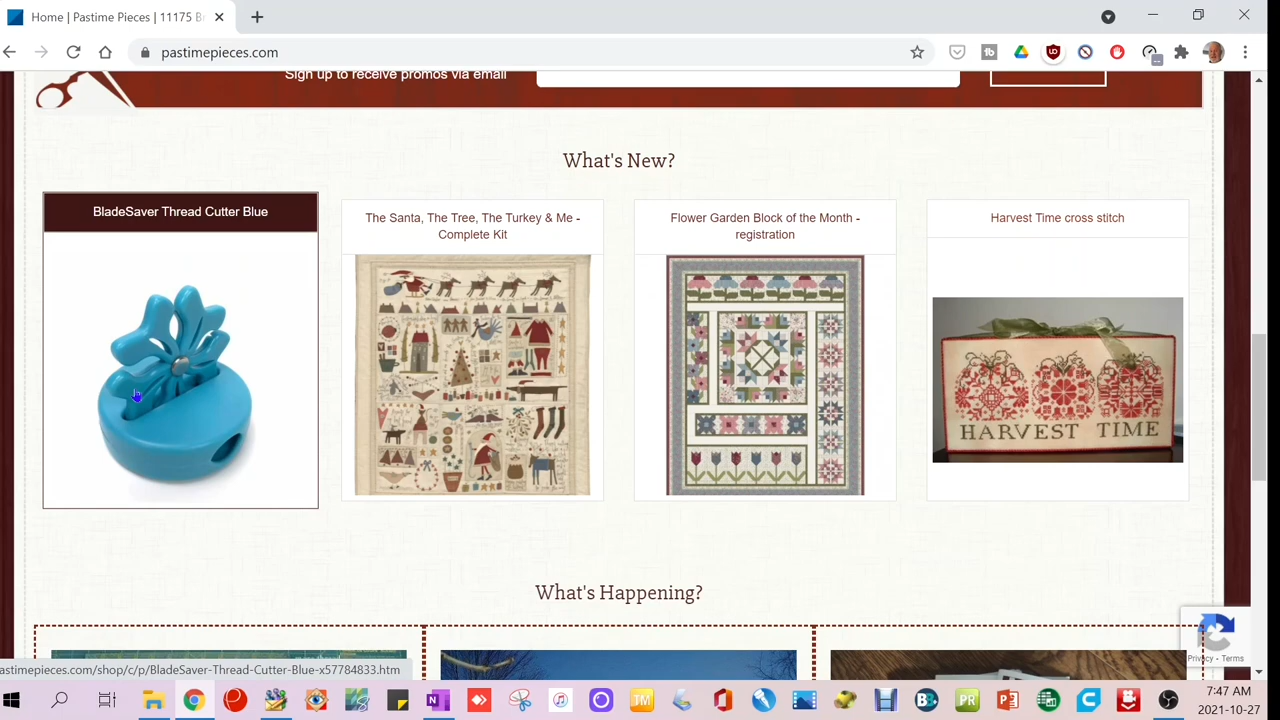 Home | Pastime Pieces | 11175 Br
pastimepieces.com
Sign up to receive promos via email
What's New?
BladeSaver Thread Cutter Blue
The Santa, The Tree, The Turkey & Me -
Complete Kit
Flower Garden Block of the Month -
registration
Harvest Time cross stitch
HARVEST TIME
What's Happening?
Privacy - Terms
astimepieces.com/shop/c/p/BladeSaver-Thread-Cutter-Blue-x57784833.htm
7:47 AM
2021-10-27